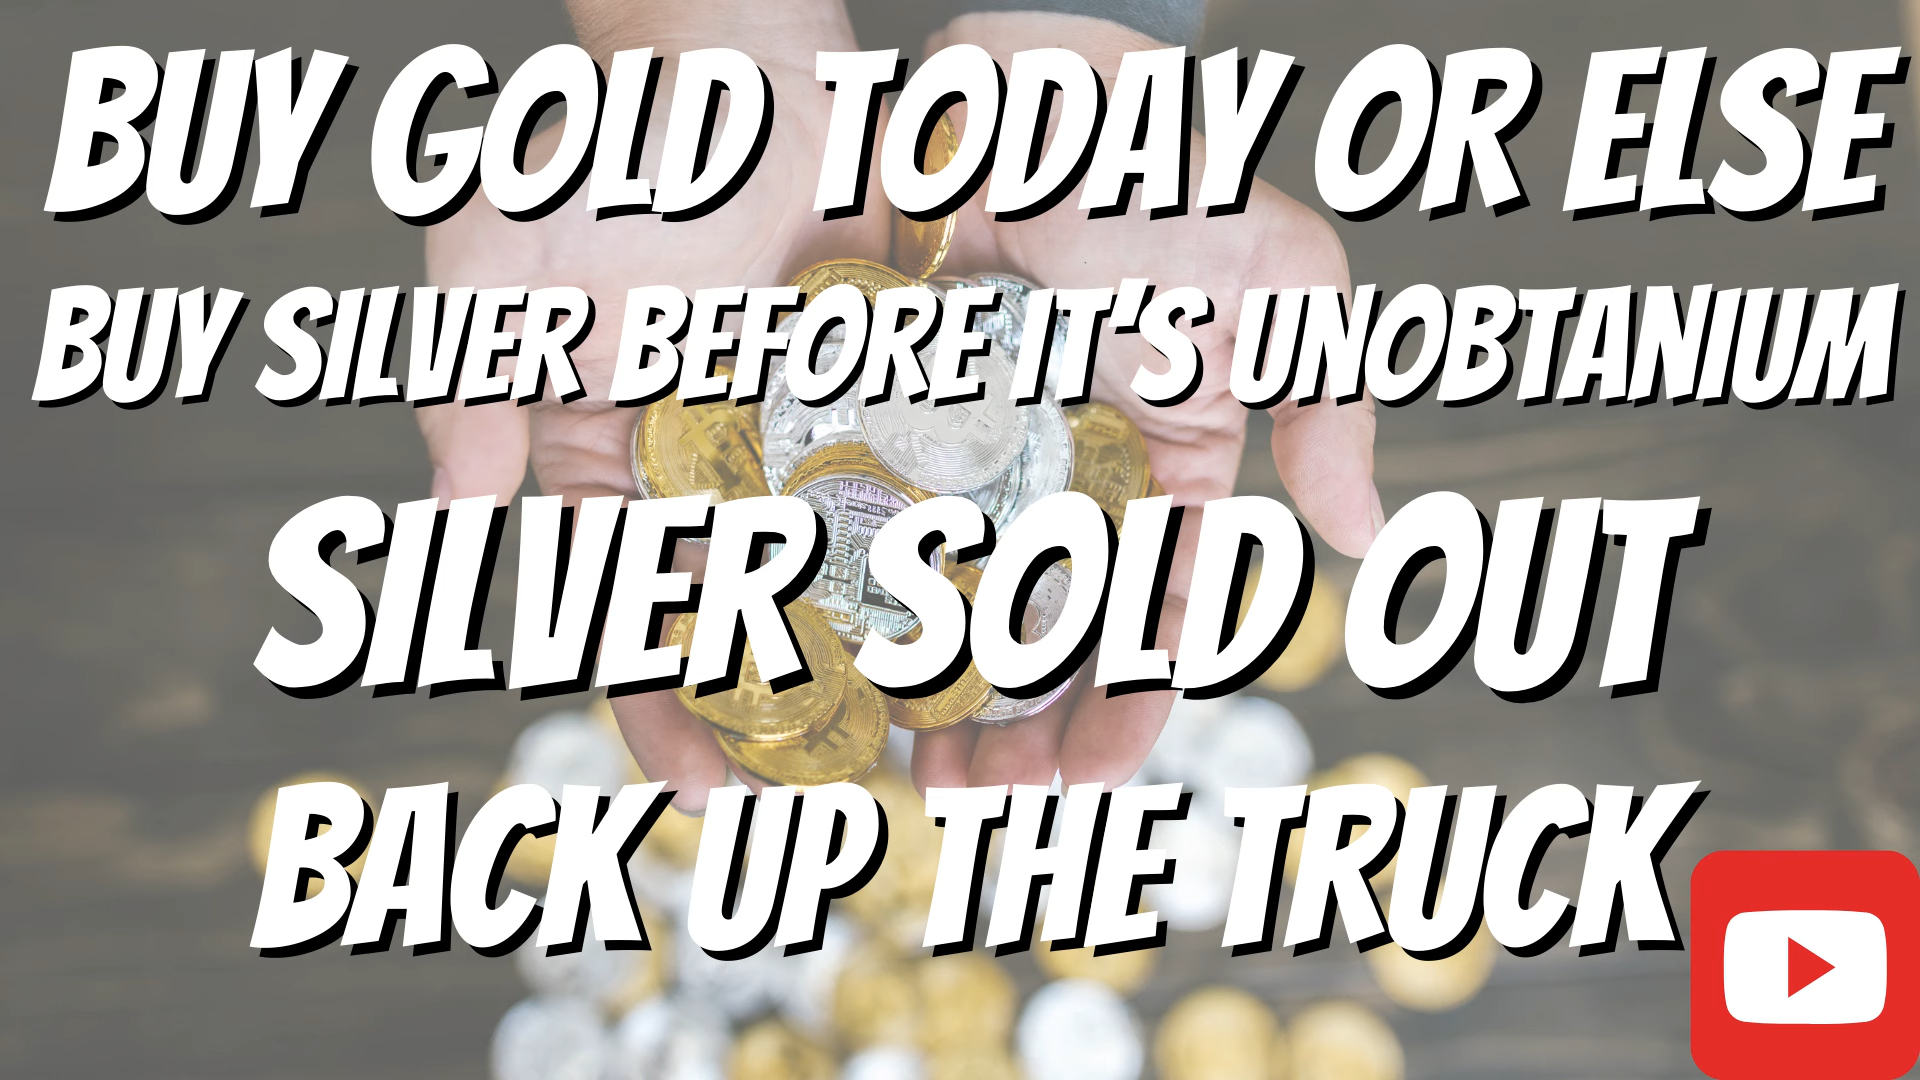 BUY GOLD TODAY OR ELSE
BUY SILVER BEFORE IT'S UNOBTANIUM
SILVER SOLD OUT
BACK UP THE TRUCK